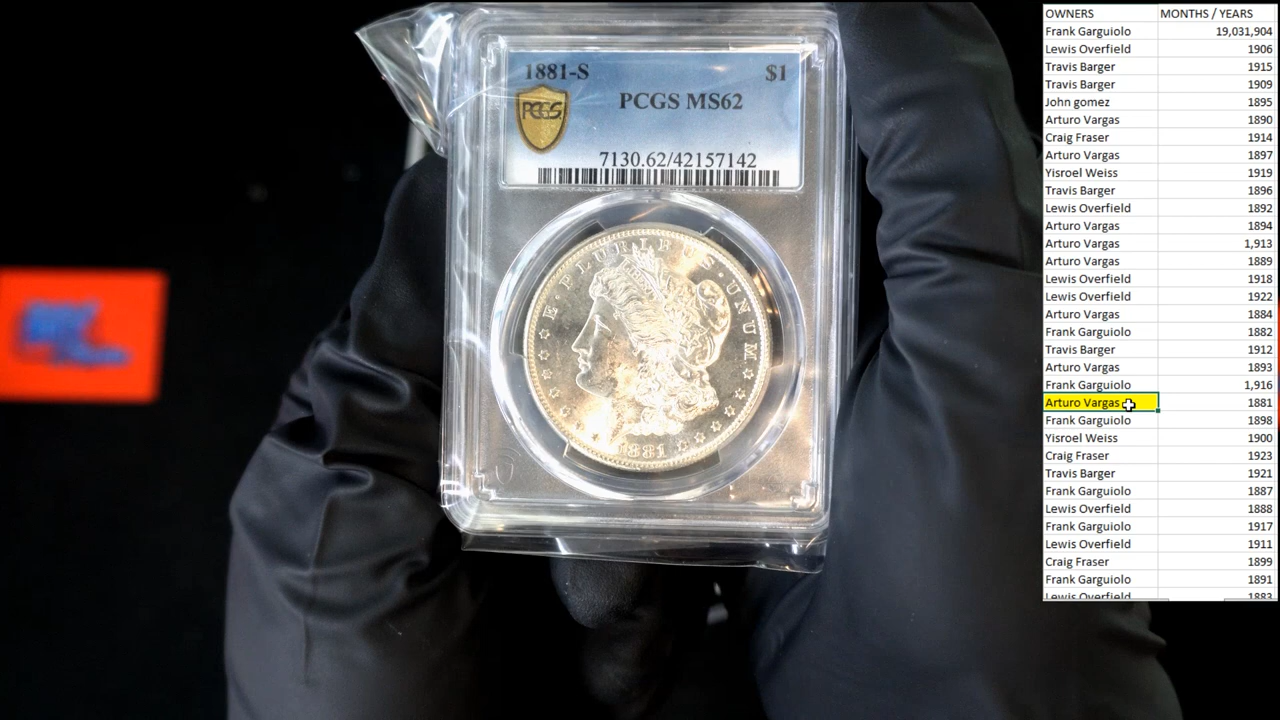 1881-S $1
PCGS MS62
PCGS
7130.62/42157142
E · PLURIBUS · UNUM
1881
OWNERS MONTHS / YEARS
Frank Garguiolo 19,031,904
Lewis Overfield 1906
Travis Barger 1915
Travis Barger 1909
John gomez 1895
Arturo Vargas 1890
Craig Fraser 1914
Arturo Vargas 1897
Yisroel Weiss 1919
Travis Barger 1896
Lewis Overfield 1892
Arturo Vargas 1894
Arturo Vargas 1,913
Arturo Vargas 1889
Lewis Overfield 1918
Lewis Overfield 1922
Arturo Vargas 1884
Frank Garguiolo 1882
Travis Barger 1912
Arturo Vargas 1893
Frank Garguiolo 1,916
Arturo Vargas 1881
Frank Garguiolo 1898
Yisroel Weiss 1900
Craig Fraser 1923
Travis Barger 1921
Frank Garguiolo 1887
Lewis Overfield 1888
Frank Garguiolo 1917
Lewis Overfield 1911
Craig Fraser 1899
Frank Garguiolo 1891
Lewis Overfield 1883